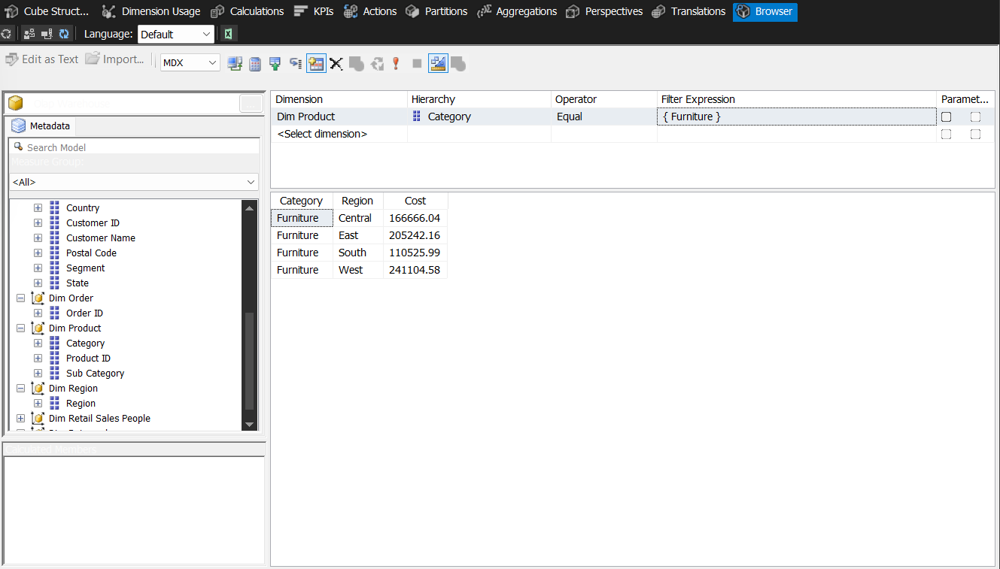 Cube Struct... Dimension Usage Calculations KPIs Actions Partitions Aggregations Perspectives Translations Browser
Language: Default
Edit as Text Import... MDX
Metadata
Search Model
Measure Group:
<All>
Country
Customer ID
Customer Name
Postal Code
Segment
State
Dim Order
Order ID
Dim Product
Category
Product ID
Sub Category
Dim Region
Region
Dim Retail Sales People
Calculated Members
Dimension Hierarchy Operator Filter Expression Paramet...
Dim Product Category Equal { Furniture }
<Select dimension>
Category Region Cost
Furniture Central 166666.04
Furniture East 205242.16
Furniture South 110525.99
Furniture West 241104.58